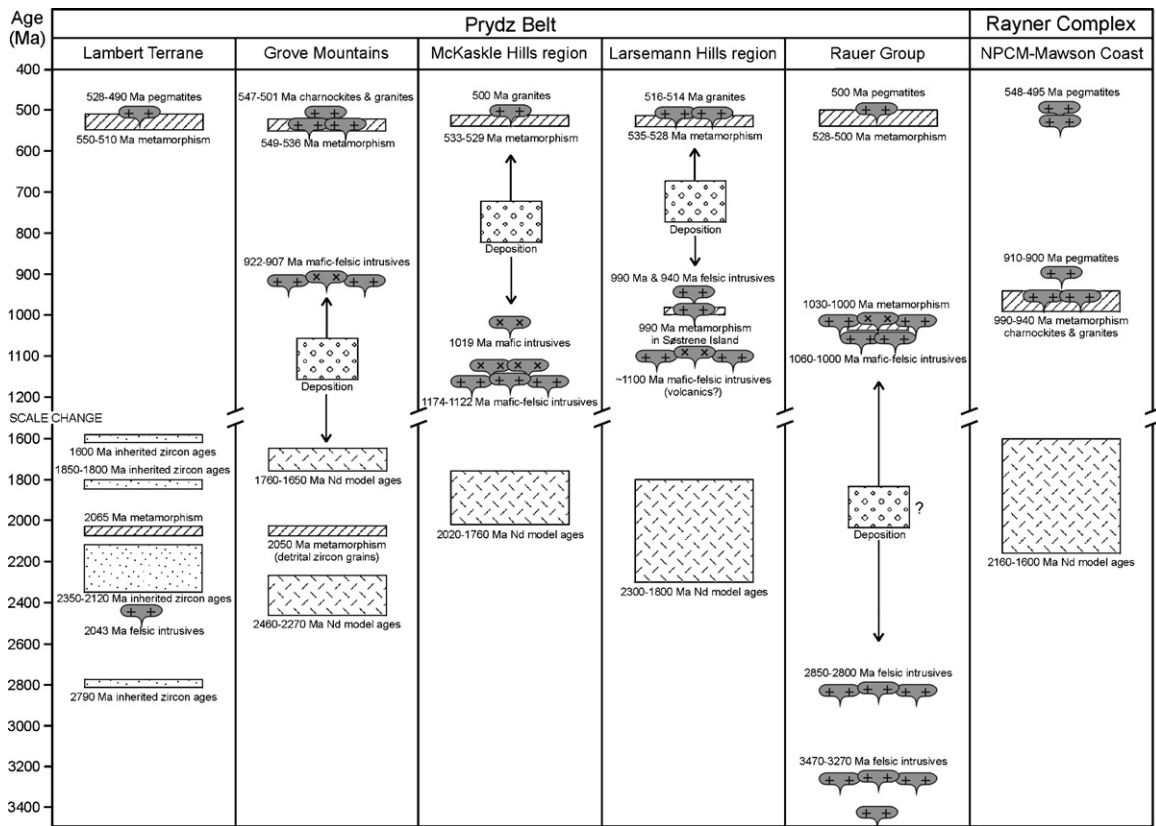 Age
(Ma)
Prydz Belt
Rayner Complex
Lambert Terrane
Grove Mountains
McKaskle Hills region
Larsemann Hills region
Rauer Group
NPCM-Mawson Coast
400
500
600
700
800
900
1000
1100
1200
SCALE CHANGE
1600
1800
2000
2200
2400
2600
2800
3000
3200
3400
528-490 Ma pegmatites
550-510 Ma metamorphism
1600 Ma inherited zircon ages
1850-1800 Ma inherited zircon ages
2065 Ma metamorphism
2350-2120 Ma inherited zircon ages
2043 Ma felsic intrusives
2790 Ma inherited zircon ages
547-501 Ma charnockites & granites
549-536 Ma metamorphism
922-907 Ma mafic-felsic intrusives
Deposition
1760-1650 Ma Nd model ages
2050 Ma metamorphism
(detrital zircon grains)
2460-2270 Ma Nd model ages
500 Ma granites
533-529 Ma metamorphism
Deposition
1019 Ma mafic intrusives
1174-1122 Ma mafic-felsic intrusives
2020-1760 Ma Nd model ages
516-514 Ma granites
535-528 Ma metamorphism
Deposition
990 Ma & 940 Ma felsic intrusives
990 Ma metamorphism
in Søstrene Island
~1100 Ma mafic-felsic intrusives
(volcanics?)
2300-1800 Ma Nd model ages
500 Ma pegmatites
528-500 Ma metamorphism
1030-1000 Ma metamorphism
1060-1000 Ma mafic-felsic intrusives
?
Deposition
2850-2800 Ma felsic intrusives
3470-3270 Ma felsic intrusives
548-495 Ma pegmatites
910-900 Ma pegmatites
990-940 Ma metamorphism
charnockites & granites
2160-1600 Ma Nd model ages